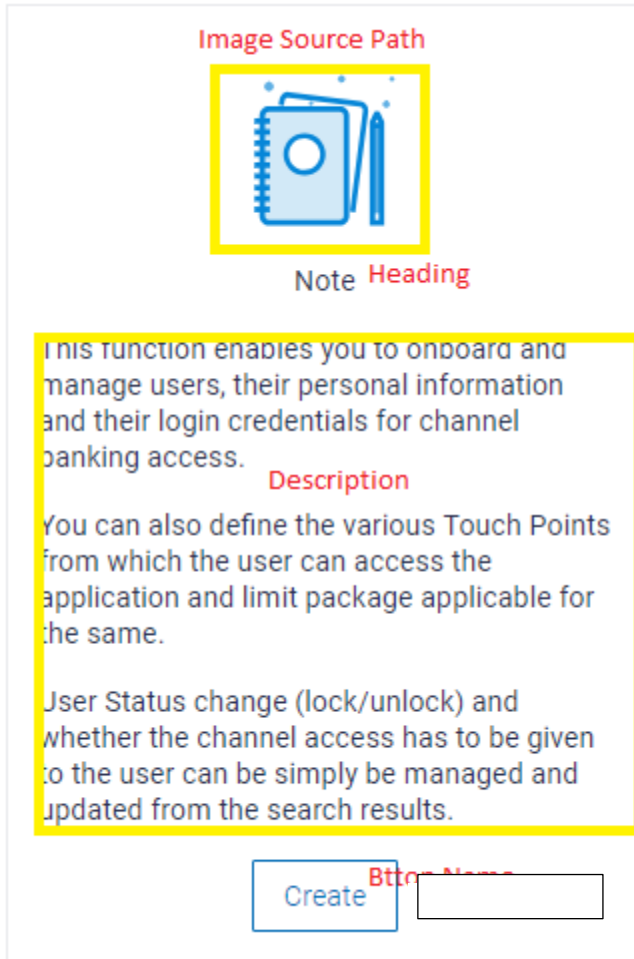 Image Source Path
Note Heading
This function enables you to onboard and
manage users, their personal information
and their login credentials for channel
banking access.
Description
You can also define the various Touch Points
from which the user can access the
application and limit package applicable for
the same.
User Status change (lock/unlock) and
whether the channel access has to be given
to the user can be simply be managed and
updated from the search results.
Create